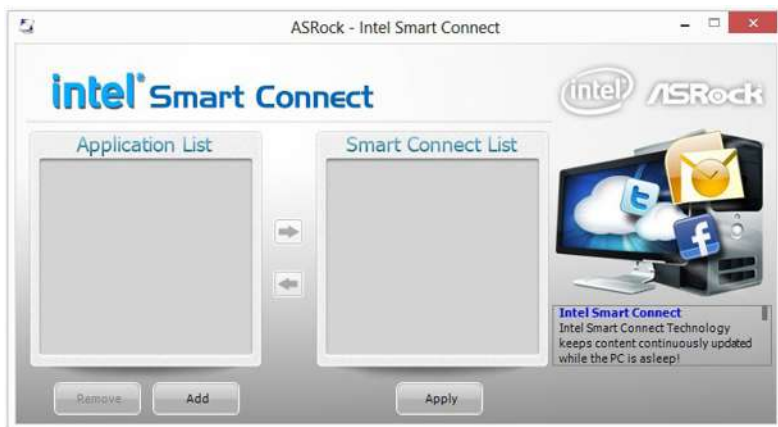 ASRock - Intel Smart Connect
intel® Smart Connect
intel® ASRock
Application List
Smart Connect List
Intel Smart Connect
Intel Smart Connect Technology
keeps content continuously updated
while the PC is asleep!
Remove
Add
Apply